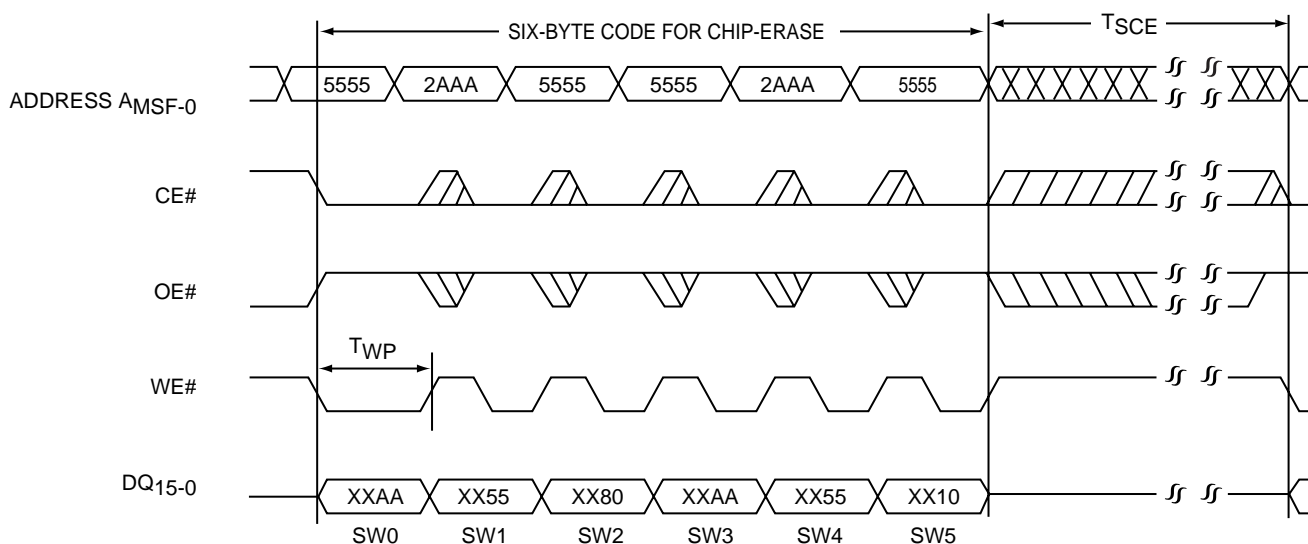 SIX-BYTE CODE FOR CHIP-ERASE
TSCE
ADDRESS AMSF-0
5555 2AAA 5555 5555 2AAA 5555
CE#
OE#
TWP
WE#
DQ15-0
XXAA XX55 XX80 XXAA XX55 XX10
SW0 SW1 SW2 SW3 SW4 SW5